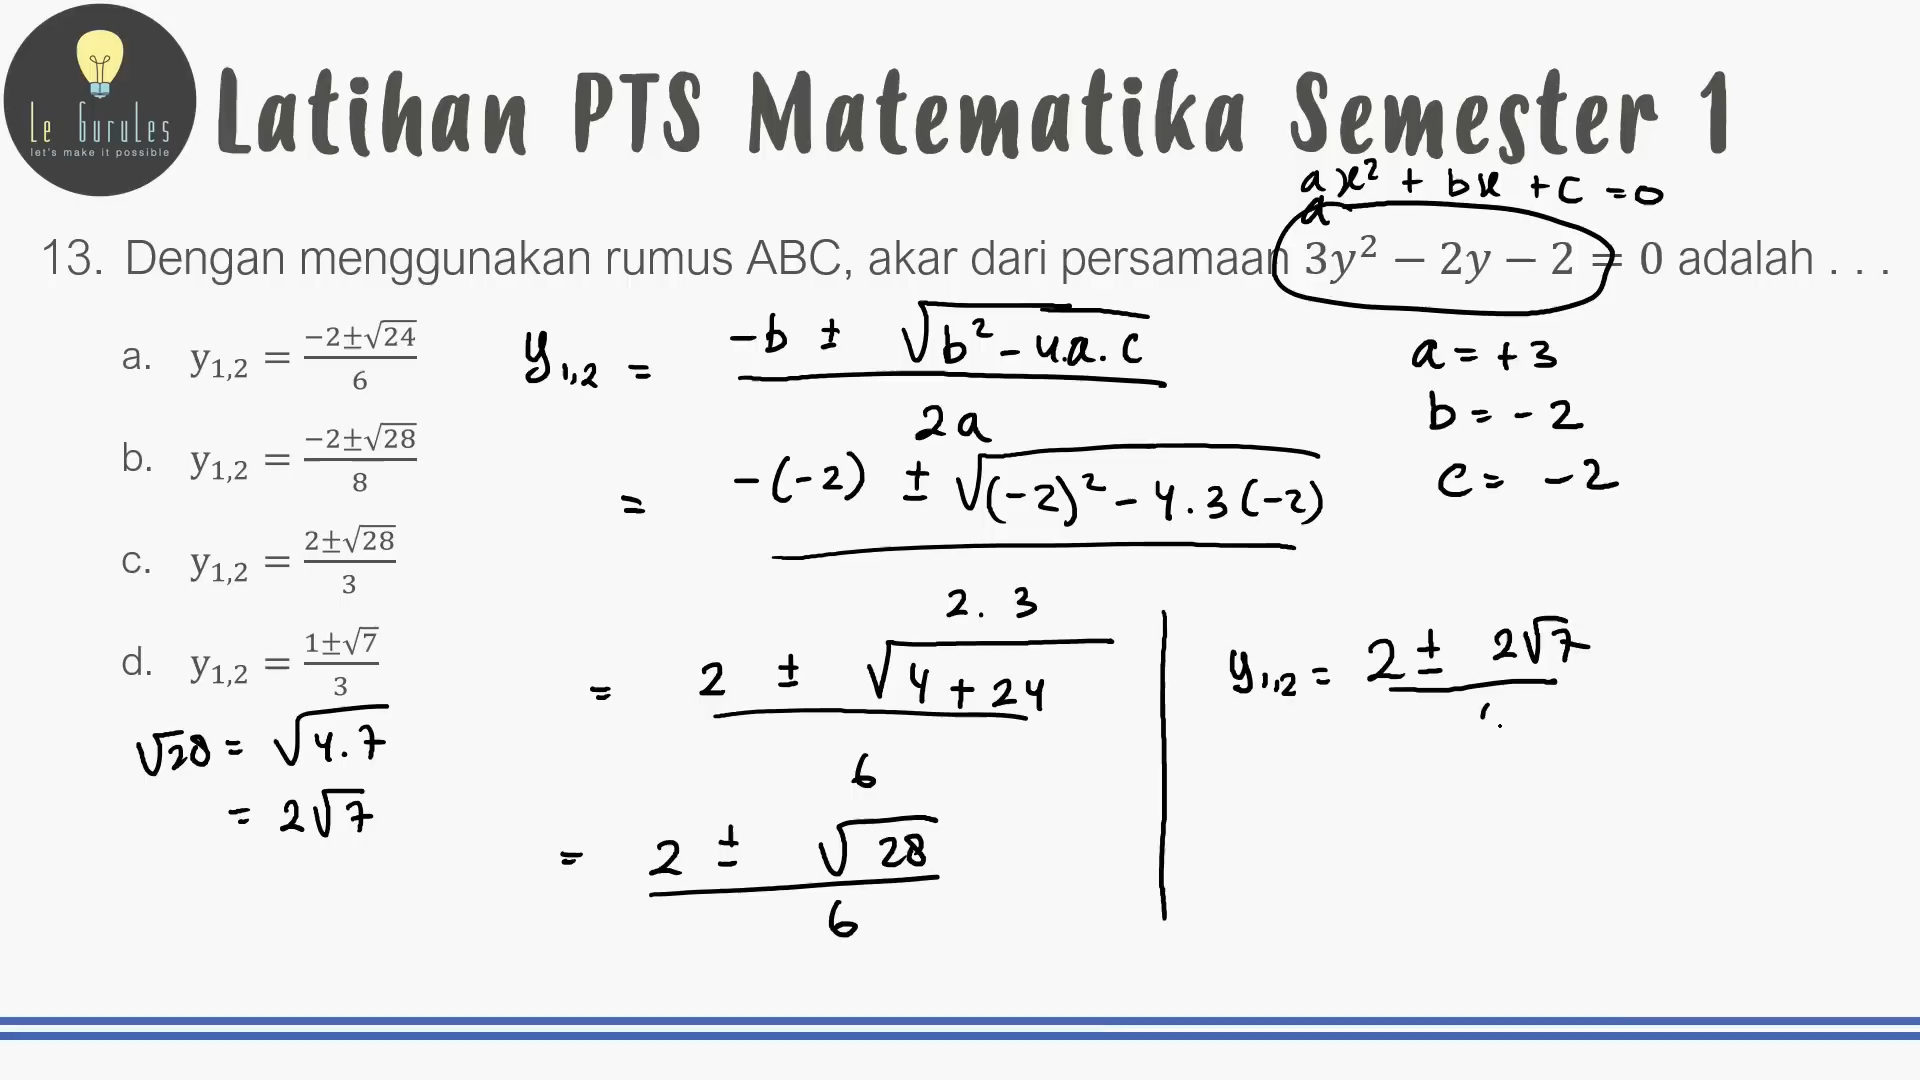 Le GuruLes
let's make it possible
Latihan PTS Matematika Semester 1
ax² + bx + c = 0
a
13. Dengan menggunakan rumus ABC, akar dari persamaan 3y² − 2y − 2 = 0 adalah . . .
a. y₁,₂ = (−2±√24)/6
b. y₁,₂ = (−2±√28)/8
c. y₁,₂ = (2±√28)/3
d. y₁,₂ = (1±√7)/3
√28 = √4.7
= 2√7
y₁,₂ = (−b ± √(b² − 4.a.c))/2a
= (−(−2) ± √((−2)² − 4.3(−2)))/2.3
= (2 ± √(4 + 24))/6
= (2 ± √28)/6
a = +3
b = −2
c = −2
y₁,₂ = 2 ± 2√7